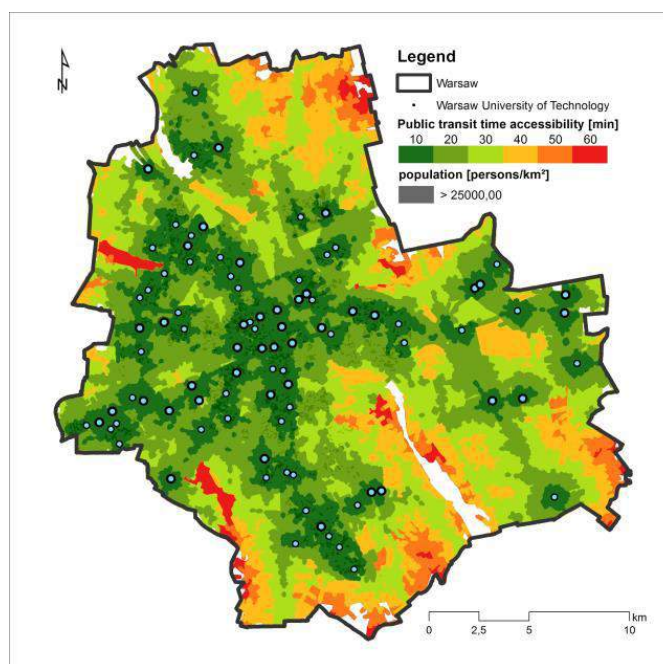 N
Legend
Warsaw
Warsaw University of Technology
Public transit time accessibility [min]
10 20 30 40 50 60
population [persons/km²]
> 25000,00
km
0 2,5 5 10